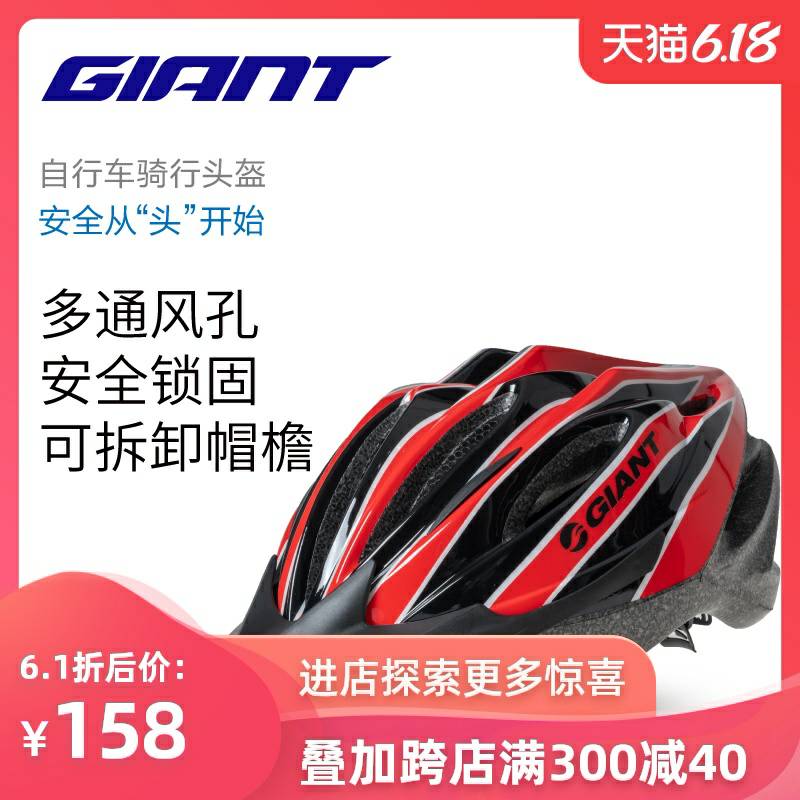 天猫6.18
GIANT
自行车骑行头盔
安全从“头”开始
多通风孔
安全锁固
可拆卸帽檐
GIANT
6.1折后价：
¥158
进店探索更多惊喜
叠加跨店满300减40